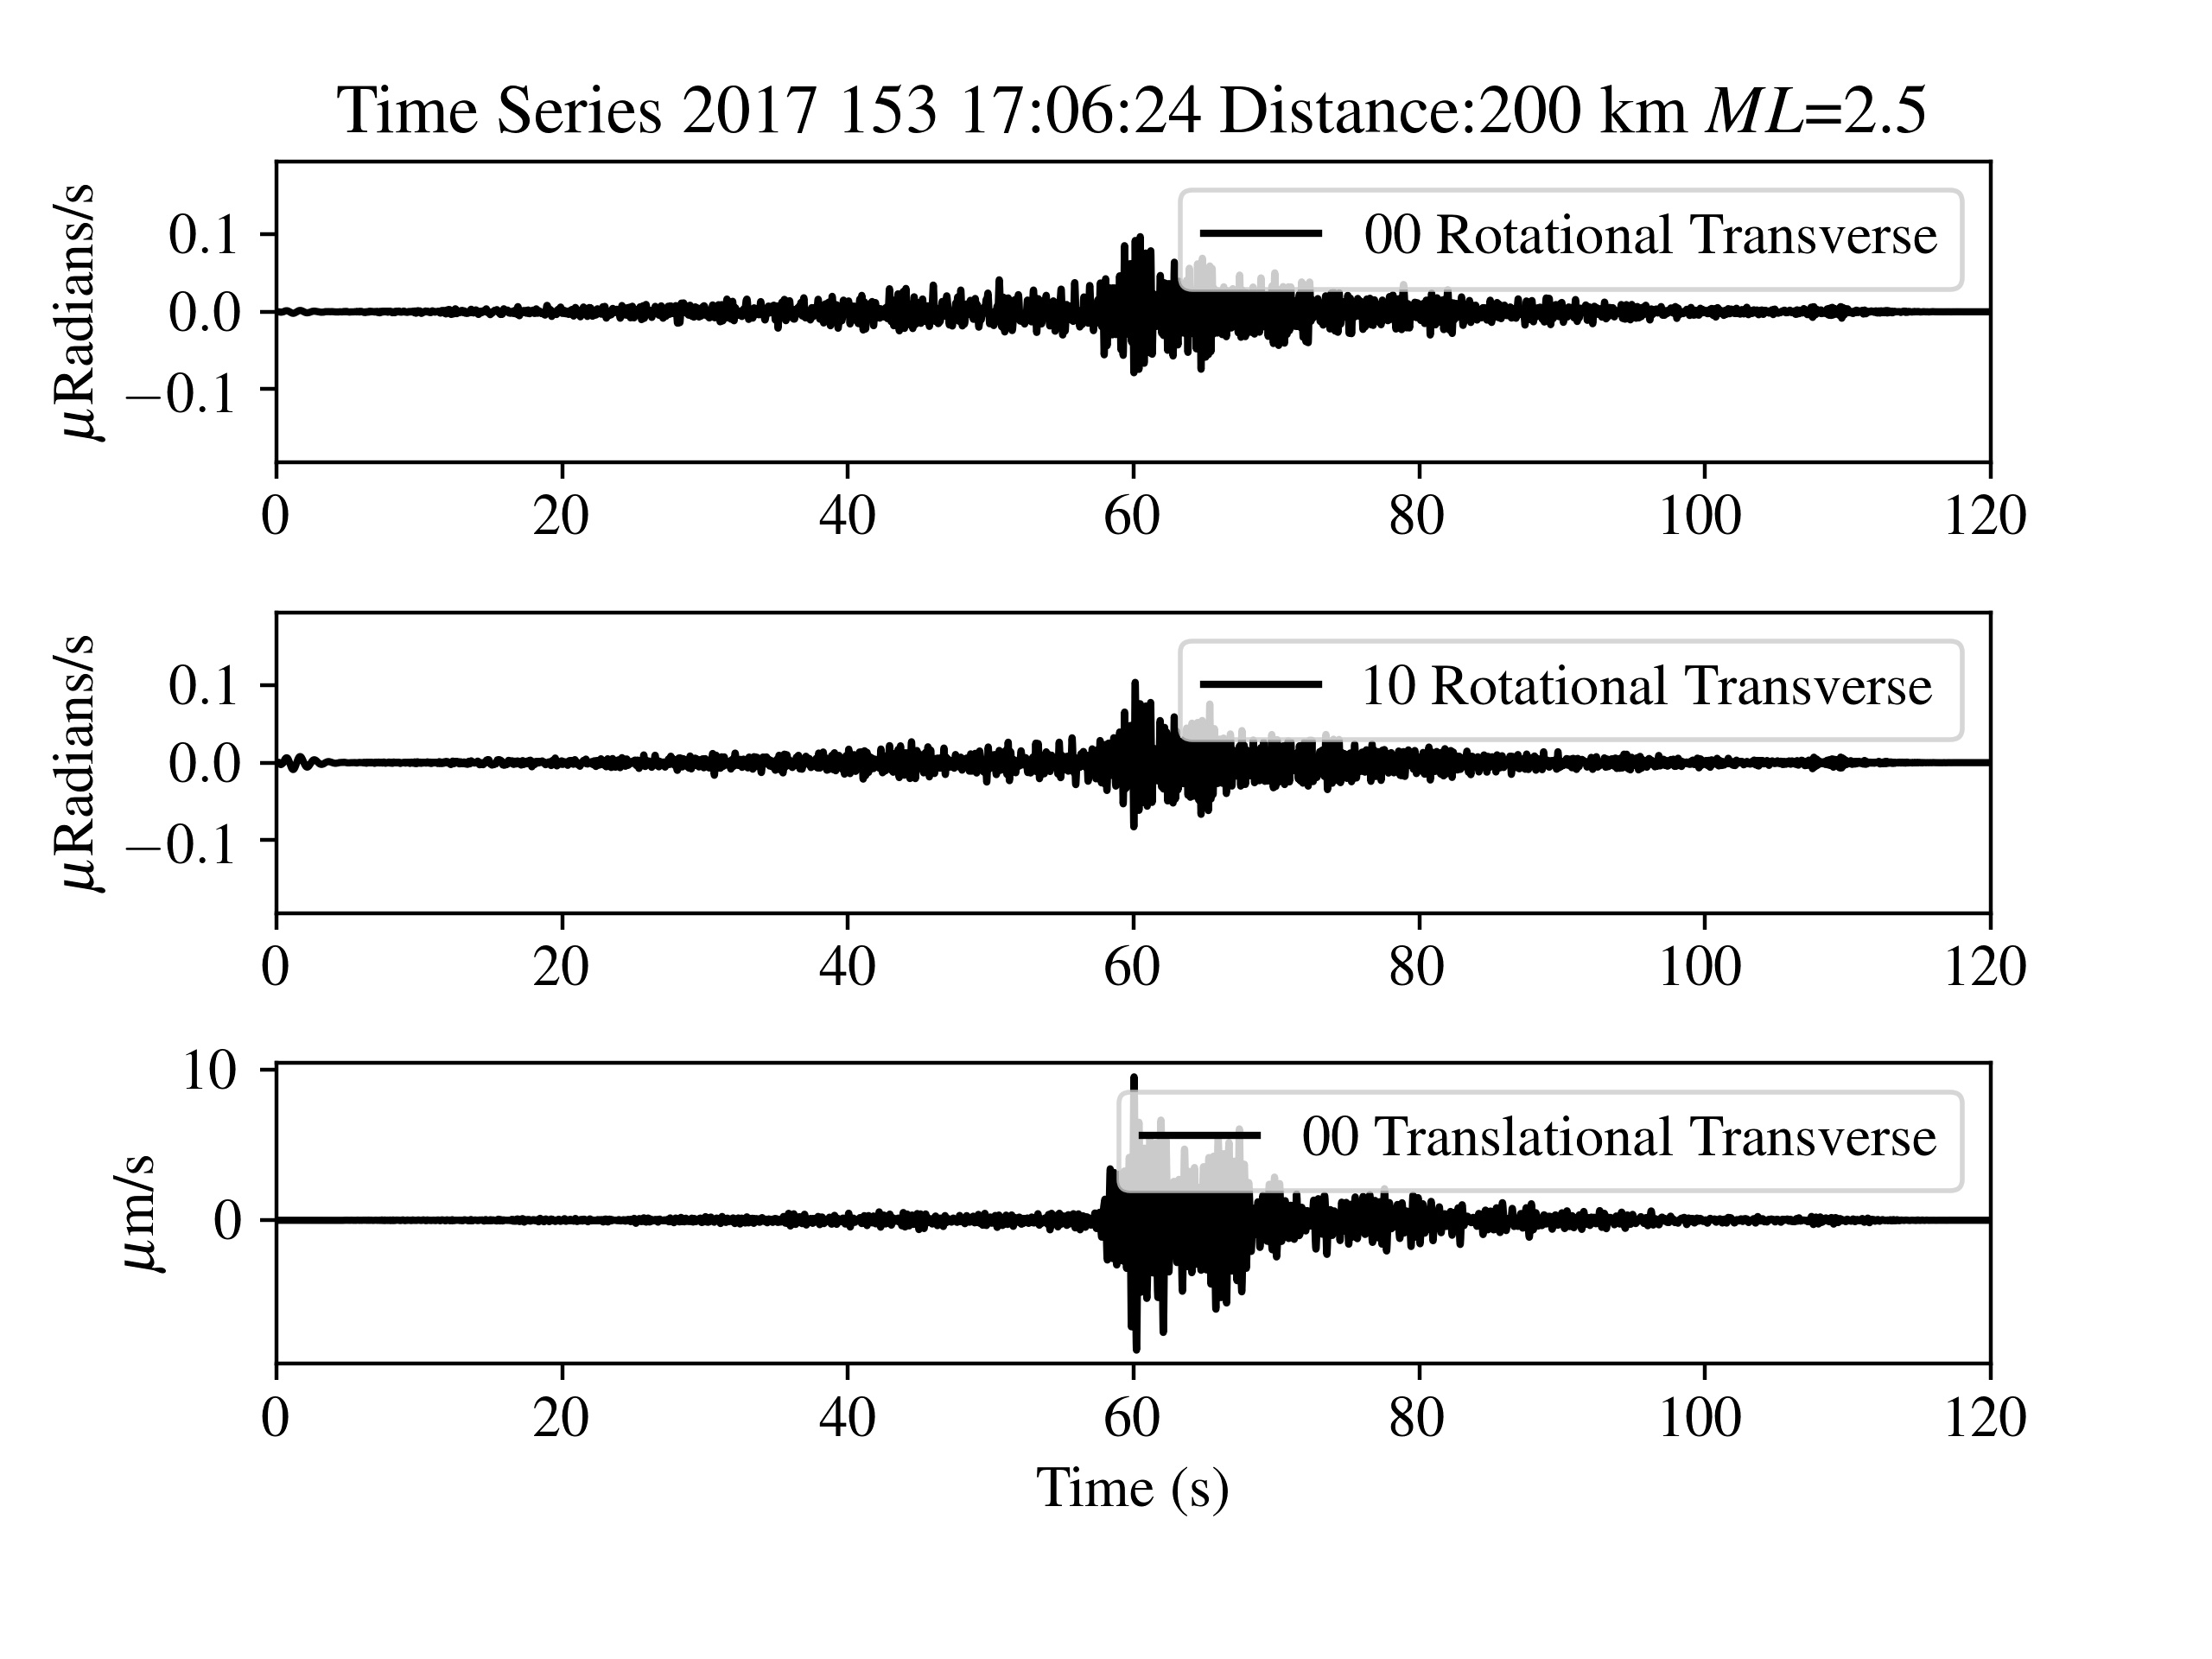 Time Series 2017 153 17:06:24 Distance:200 km ML=2.5
µRadians/s
0.1
0.0
−0.1
00 Rotational Transverse
0 20 40 60 80 100 120
µRadians/s
0.1
0.0
−0.1
10 Rotational Transverse
0 20 40 60 80 100 120
µm/s
10
0
00 Translational Transverse
0 20 40 60 80 100 120
Time (s)